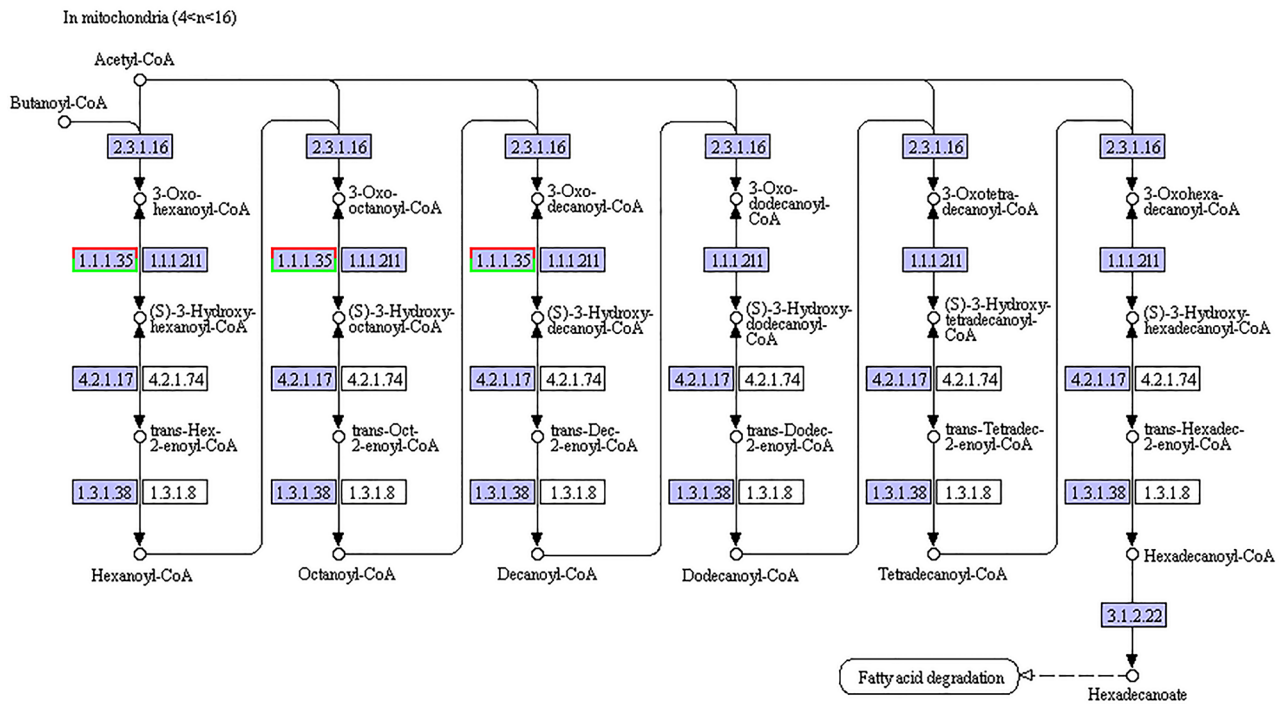 In mitochondria (4<n<16)
Acetyl-CoA
Butanoyl-CoA
2.3.1.16 2.3.1.16 2.3.1.16 2.3.1.16 2.3.1.16 2.3.1.16
3-Oxo-
hexanoyl-CoA
3-Oxo-
octanoyl-CoA
3-Oxo-
decanoyl-CoA
3-Oxo-
dodecanoyl-
CoA
3-Oxotetra-
decanoyl-CoA
3-Oxohexa-
decanoyl-CoA
1.1.1.35 1.1.1.211 1.1.1.35 1.1.1.211 1.1.1.35 1.1.1.211 1.1.1.211 1.1.1.211 1.1.1.211
(S)-3-Hydroxy-
hexanoyl-CoA
(S)-3-Hydroxy-
octanoyl-CoA
(S)-3-Hydroxy-
decanoyl-CoA
(S)-3-Hydroxy-
dodecanoyl-
CoA
(S)-3-Hydroxy-
tetradecanoyl-
CoA
(S)-3-Hydroxy-
hexadecanoyl-CoA
4.2.1.17 4.2.1.74 4.2.1.17 4.2.1.74 4.2.1.17 4.2.1.74 4.2.1.17 4.2.1.74 4.2.1.17 4.2.1.74 4.2.1.17 4.2.1.74
trans-Hex-
2-enoyl-CoA
trans-Oct-
2-enoyl-CoA
trans-Dec-
2-enoyl-CoA
trans-Dodec-
2-enoyl-CoA
trans-Tetradec-
2-enoyl-CoA
trans-Hexadec-
2-enoyl-CoA
1.3.1.38 1.3.1.8 1.3.1.38 1.3.1.8 1.3.1.38 1.3.1.8 1.3.1.38 1.3.1.8 1.3.1.38 1.3.1.8 1.3.1.38 1.3.1.8
Hexanoyl-CoA
Octanoyl-CoA
Decanoyl-CoA
Dodecanoyl-CoA
Tetradecanoyl-CoA
Hexadecanoyl-CoA
3.1.2.22
Fatty acid degradation
Hexadecanoate